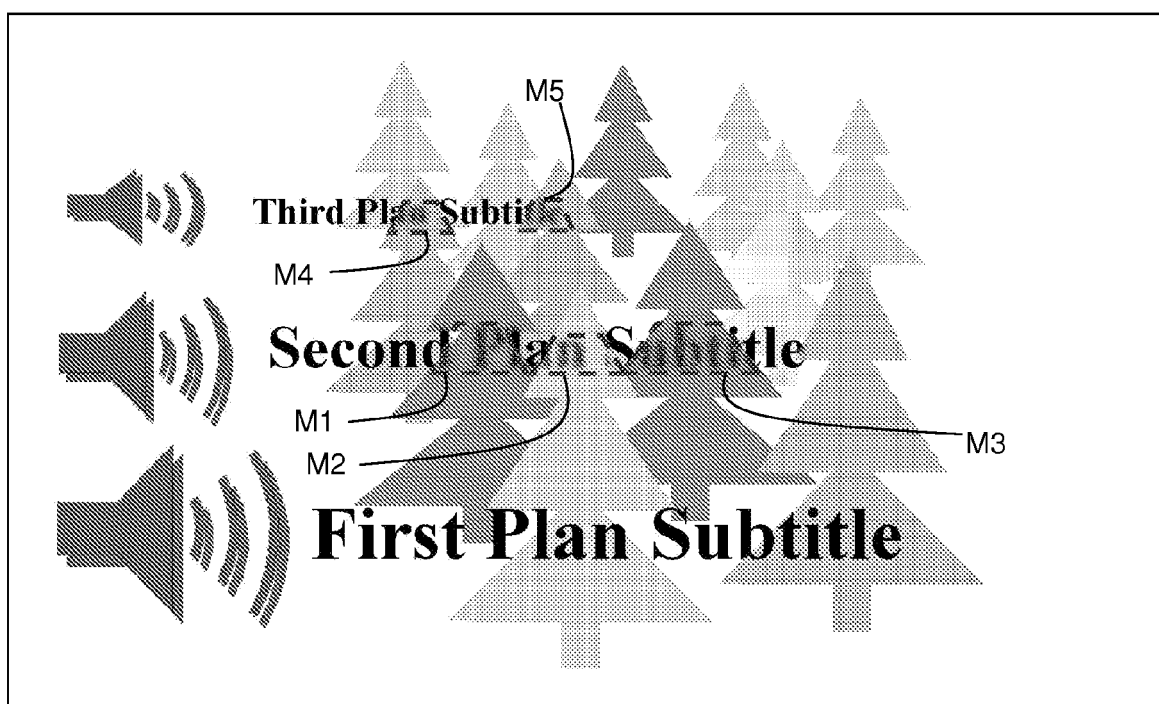 M5
Third Plan Subtitle
M4
Second Plan Subtitle
M1
M3
M2
First Plan Subtitle